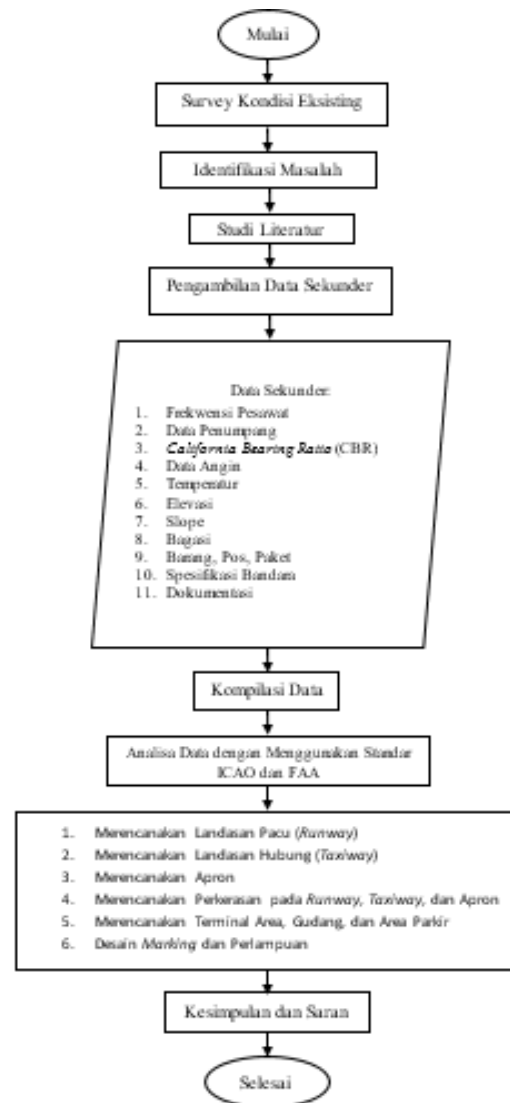 Mulai
Survey Kondisi Eksisting
Identifikasi Masalah
Studi Literatur
Pengambilan Data Sekunder
Data Sekunder:
1. Frekwensi Pesawat
2. Data Penumpang
3. California Bearing Ratio (CBR)
4. Data Angin
5. Temperatur
6. Elevasi
7. Slope
8. Bagasi
9. Barang, Pos, Paket
10. Spesifikasi Bandara
11. Dokumentasi
Kompilasi Data
Analisa Data dengan Menggunakan Standar
ICAO dan FAA
1. Merencanakan Landasan Pacu (Runway)
2. Merencanakan Landasan Hubung (Taxiway)
3. Merencanakan Apron
4. Merencanakan Perkerasan pada Runway, Taxiway, dan Apron
5. Merencanakan Terminal Area, Gudang, dan Area Parkir
6. Desain Marking dan Perlampuan
Kesimpulan dan Saran
Selesai